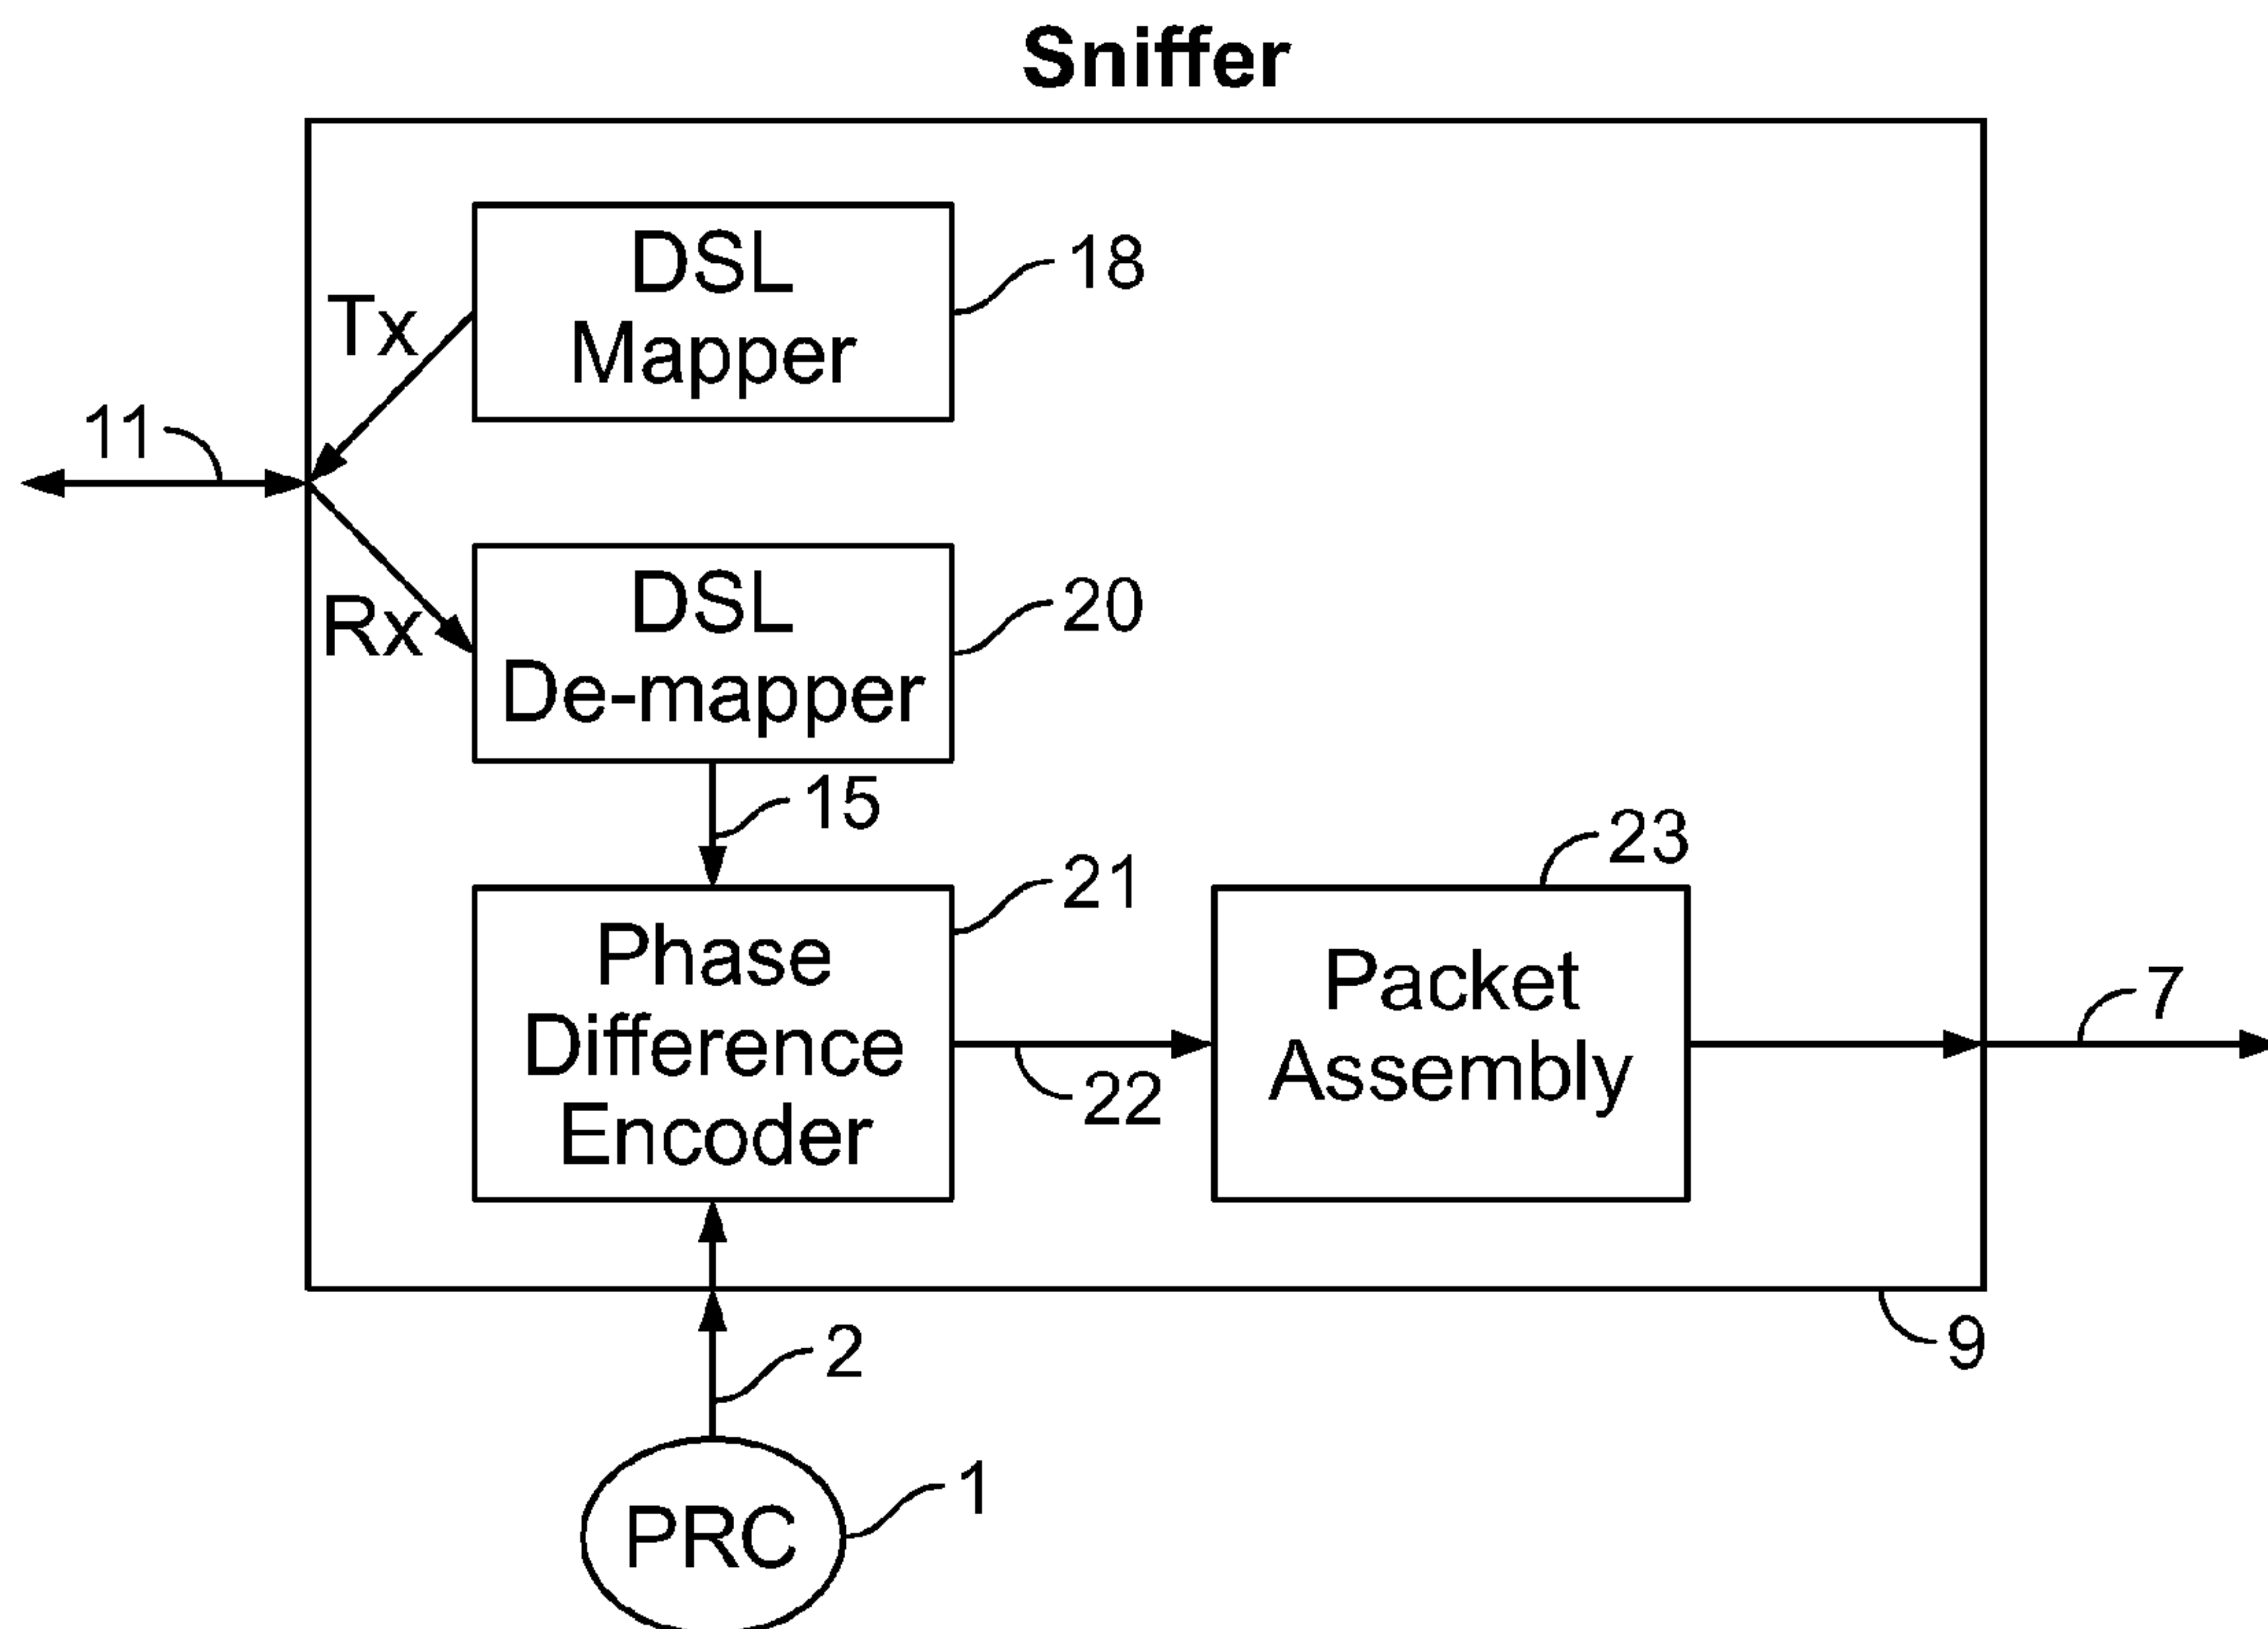 Sniffer
DSL
Mapper
18
Tx
11
DSL
De-mapper
20
Rx
15
Phase
Difference
Encoder
21
22
Packet
Assembly
23
7
9
2
PRC
1